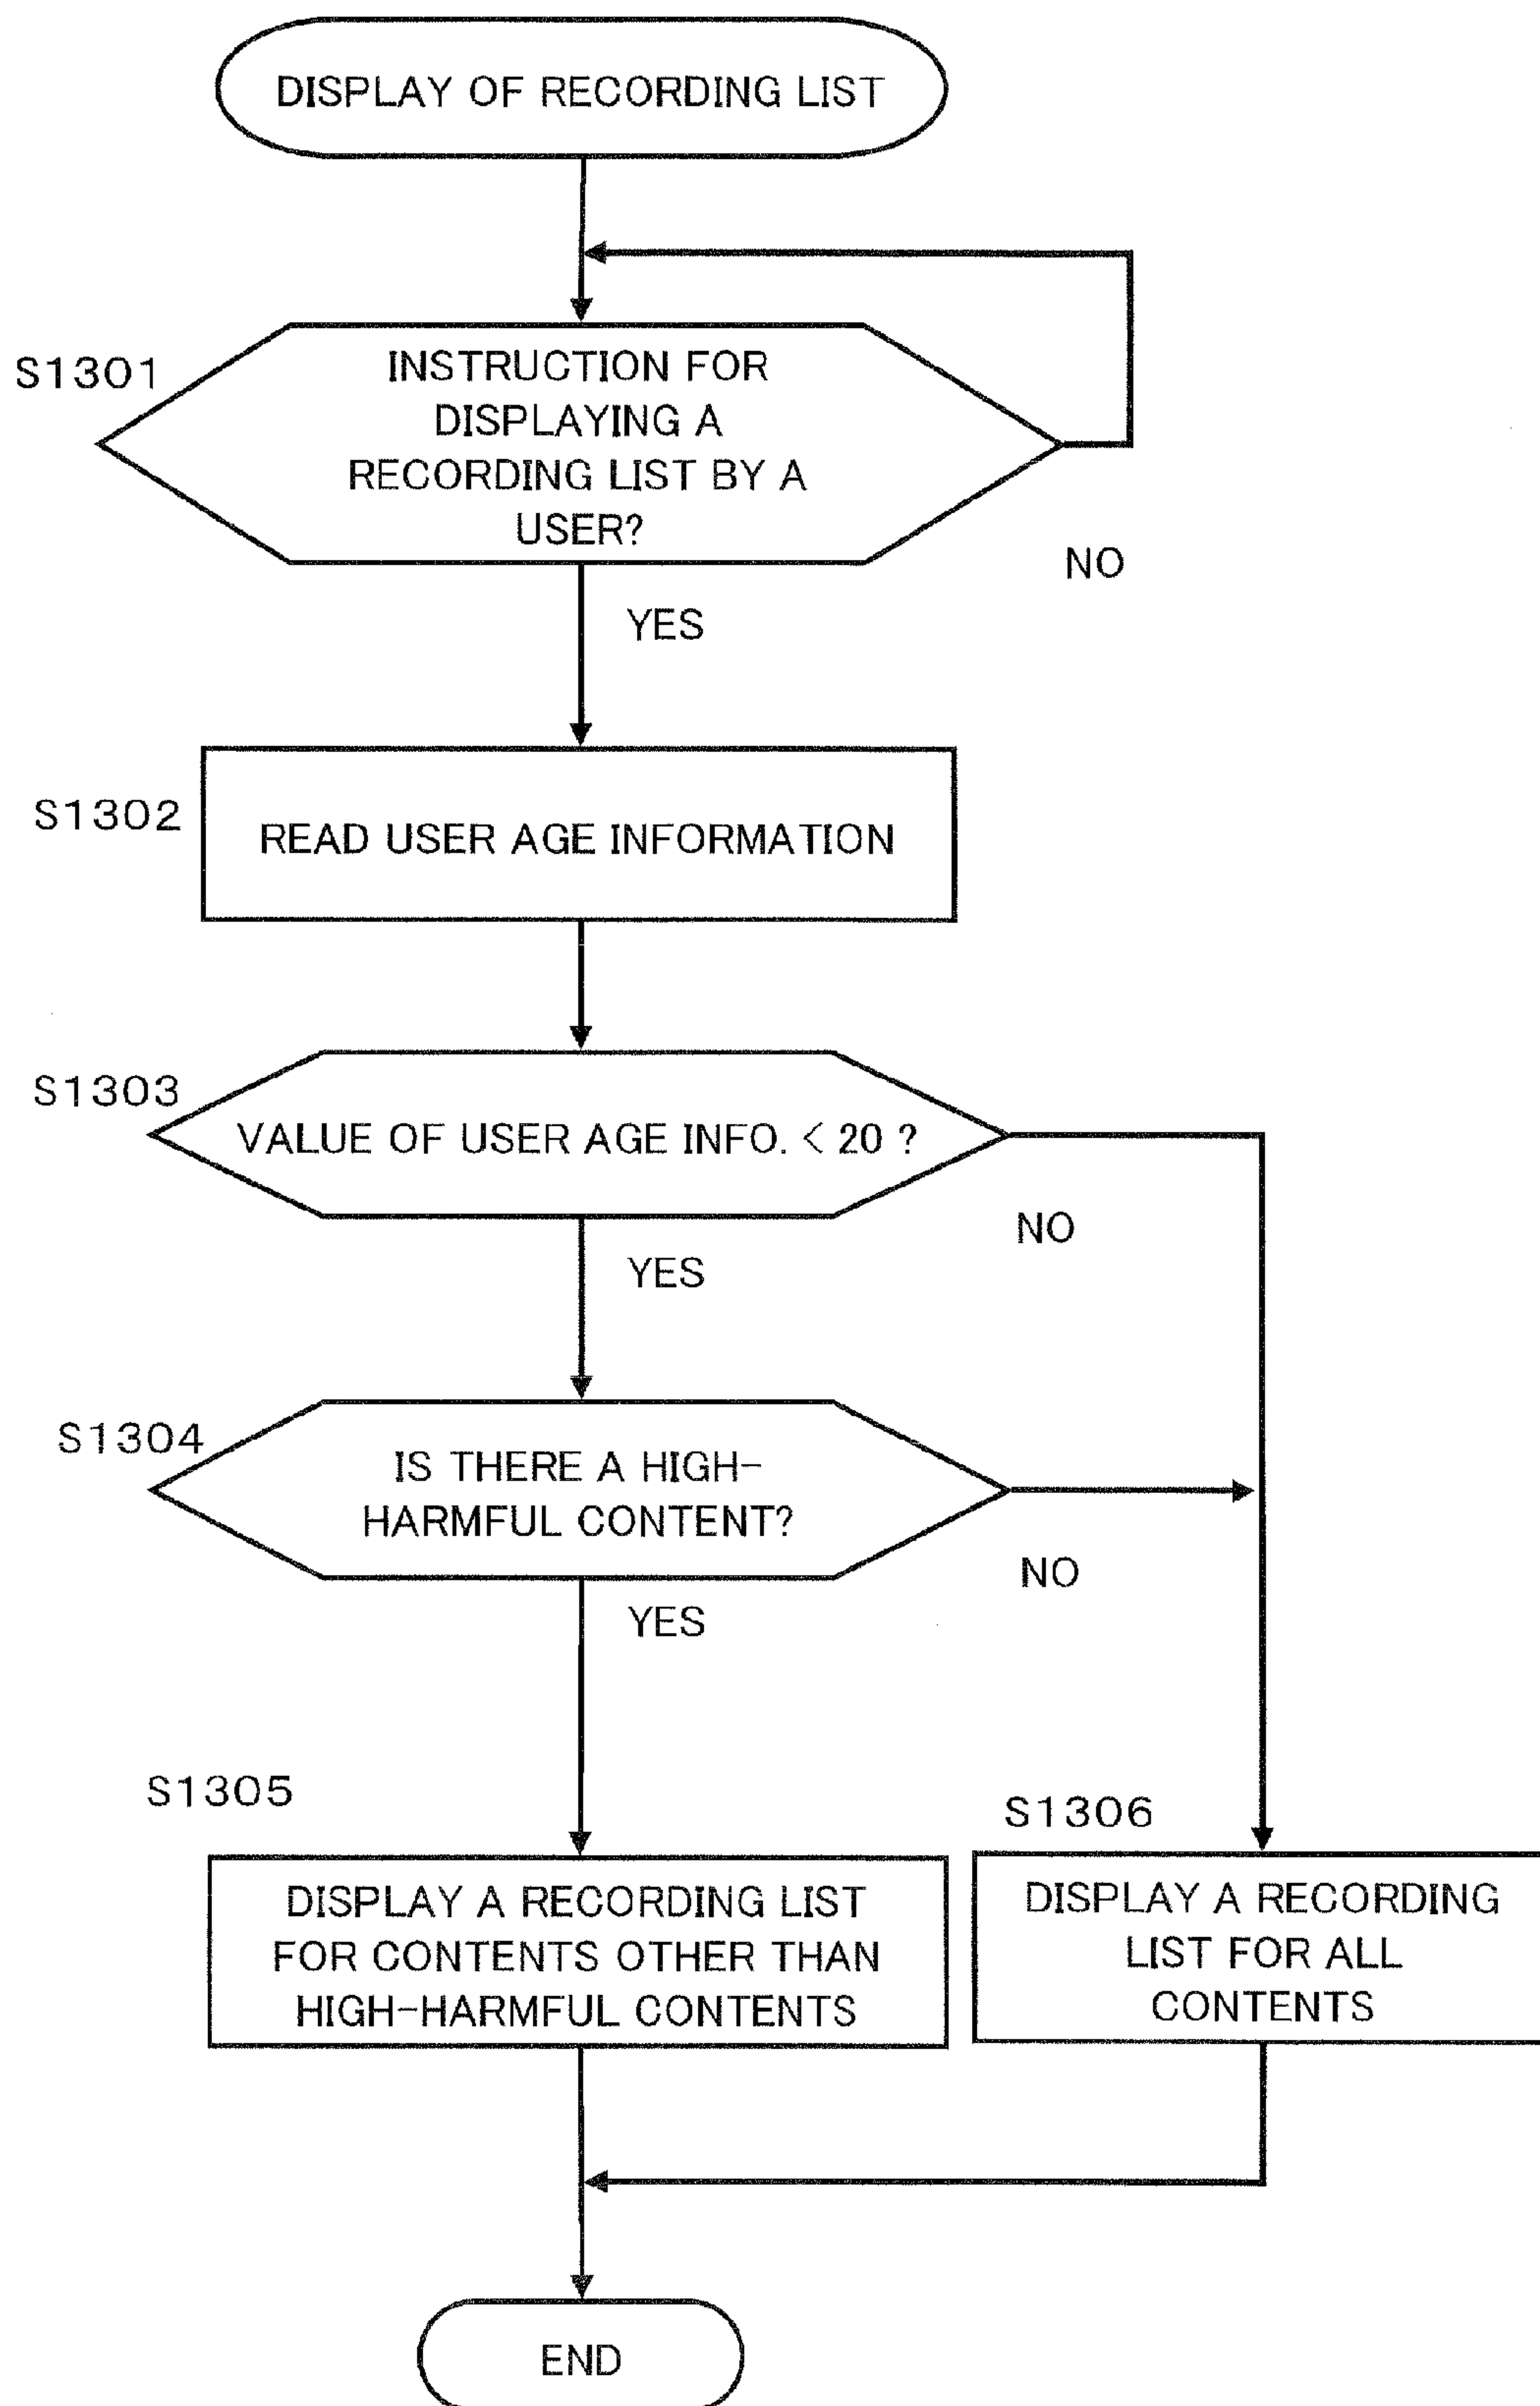 DISPLAY OF RECORDING LIST
S1301
INSTRUCTION FOR
DISPLAYING A
RECORDING LIST BY A
USER?
NO
YES
S1302
READ USER AGE INFORMATION
S1303
VALUE OF USER AGE INFO. < 20 ?
NO
YES
S1304
IS THERE A HIGH-
HARMFUL CONTENT?
NO
YES
S1305
S1306
DISPLAY A RECORDING LIST
FOR CONTENTS OTHER THAN
HIGH-HARMFUL CONTENTS
DISPLAY A RECORDING
LIST FOR ALL
CONTENTS
END